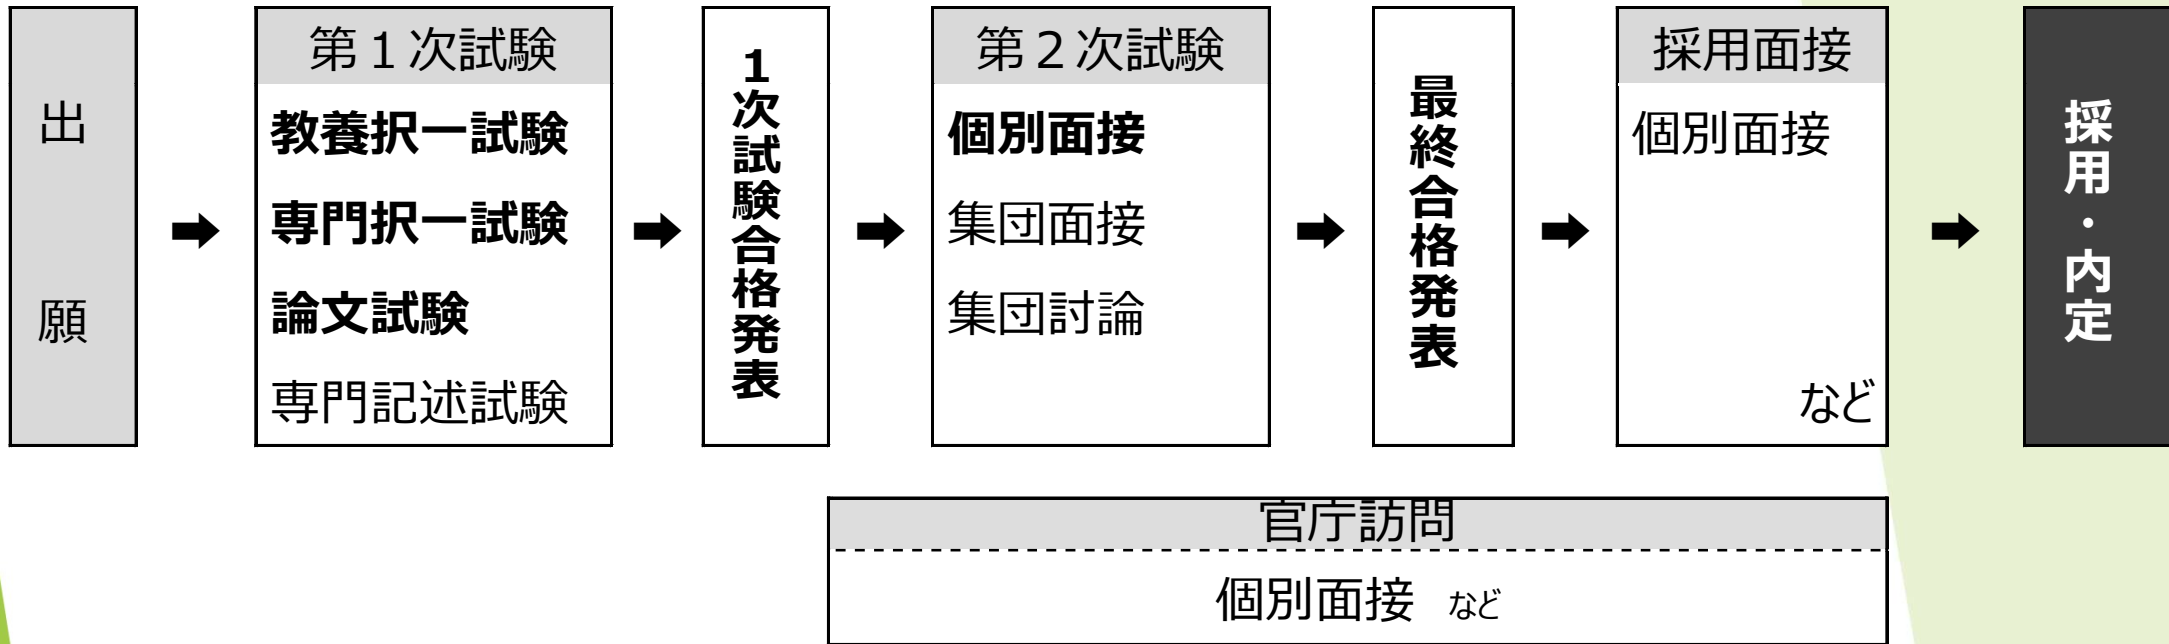 出願
第１次試験
教養択一試験
専門択一試験
論文試験
専門記述試験
１次試験合格発表
第２次試験
個別面接
集団面接
集団討論
最終合格発表
採用面接
個別面接
など
採用・内定
官庁訪問
個別面接 など